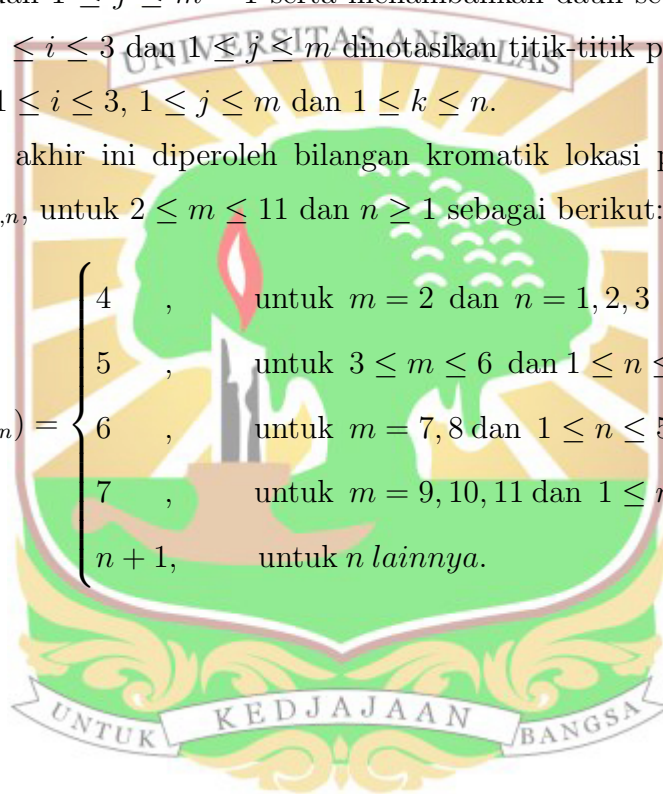 1 ≤ j ≤ m − 1 serta menambahkan daun
≤ i ≤ 3 dan 1 ≤ j ≤ m dinotasikan titik-titik
1 ≤ i ≤ 3, 1 ≤ j ≤ m dan 1 ≤ k ≤ n.
akhir ini diperoleh bilangan kromatik lokasi
,n, untuk 2 ≤ m ≤ 11 dan n ≥ 1 sebagai berikut:
4 , untuk m = 2 dan n = 1, 2, 3
5 , untuk 3 ≤ m ≤ 6 dan 1 ≤ n ≤
n) = { 6 , untuk m = 7, 8 dan 1 ≤ n ≤ 5
7 , untuk m = 9, 10, 11 dan 1 ≤
n + 1, untuk n lainnya.
UNIVERSITAS ANDALAS
UNTUK KEDJAJAAN BANGSA